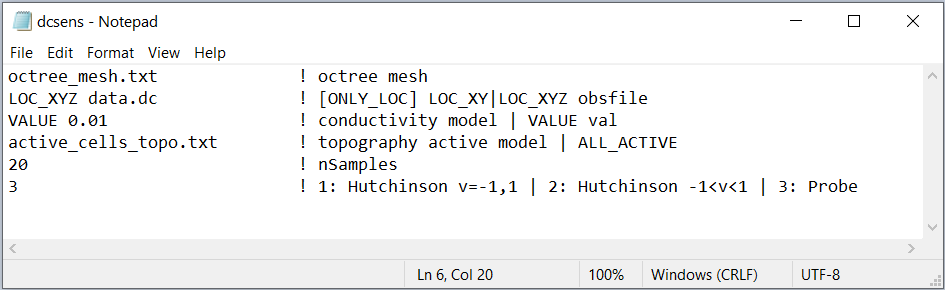 dcsens - Notepad
File Edit Format View Help
octree_mesh.txt ! octree mesh
LOC_XYZ data.dc ! [ONLY_LOC] LOC_XY|LOC_XYZ obsfile
VALUE 0.01 ! conductivity model | VALUE val
active_cells_topo.txt ! topography active model | ALL_ACTIVE
20 ! nSamples
3 ! 1: Hutchinson v=-1,1 | 2: Hutchinson -1<v<1 | 3: Probe
Ln 6, Col 20 100% Windows (CRLF) UTF-8